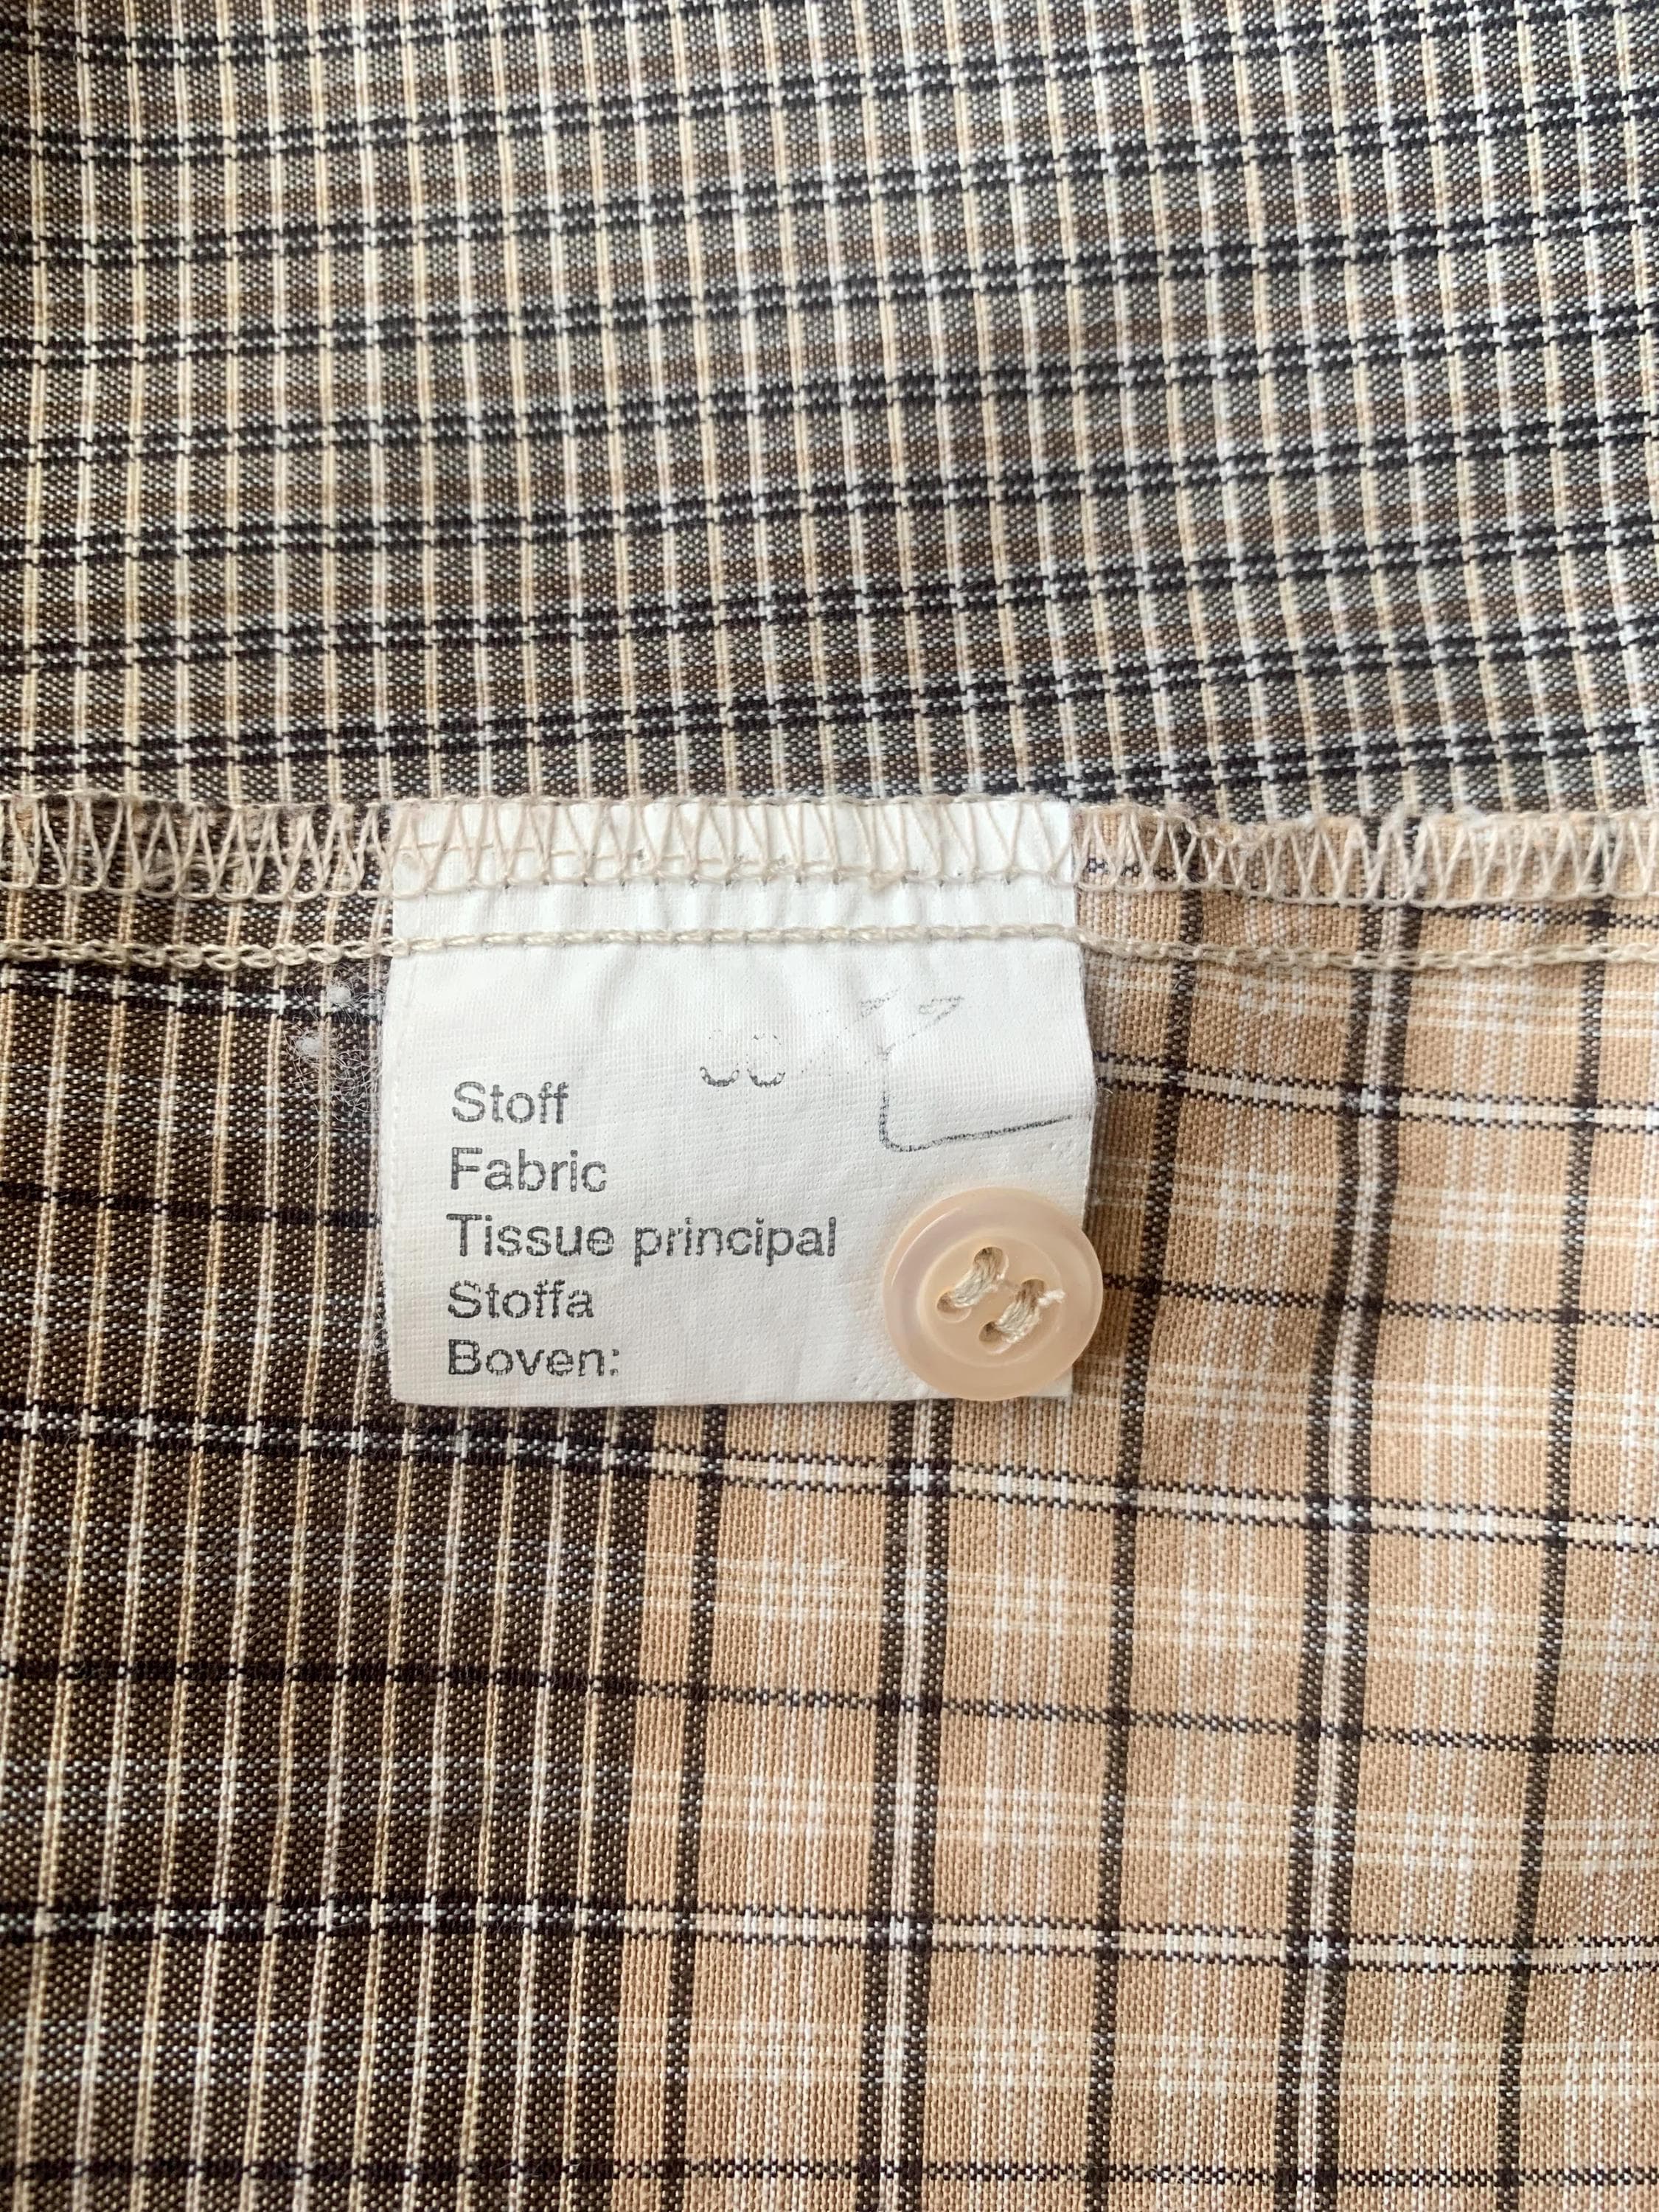 Stoff
Fabric
Tissue principal
Stoffa
Boven: